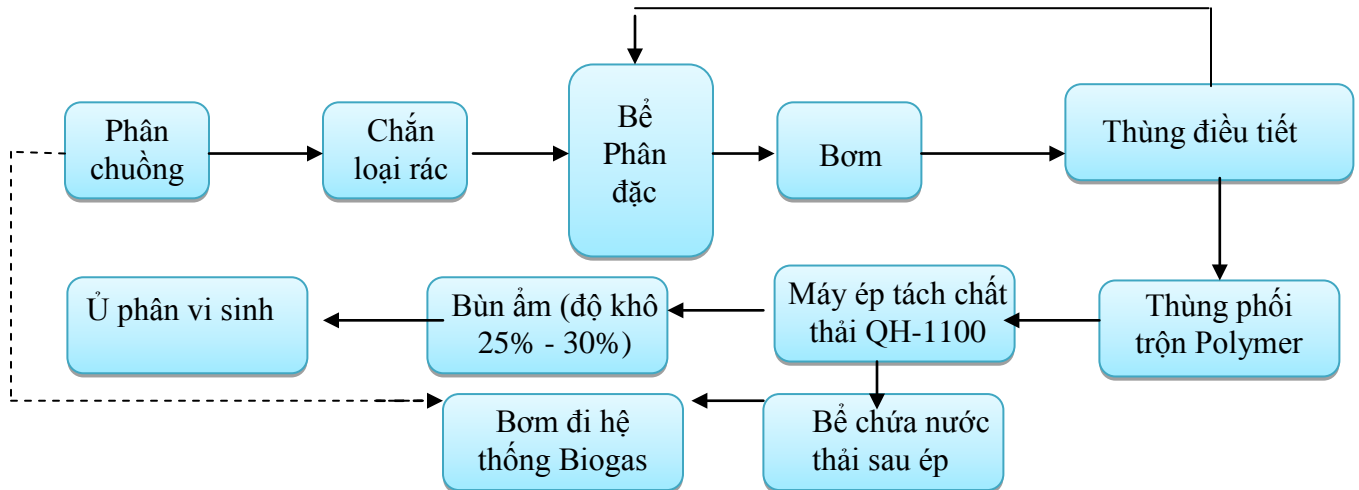 Phân
chuồng
Chắn
loại rác
Bể
Phân
đặc
Bơm
Thùng điều tiết
Ủ phân vi sinh
Bùn ẩm (độ khô
25% - 30%)
Máy ép tách chất
thải QH-1100
Thùng phối
trộn Polymer
Bơm đi hệ
thống Biogas
Bể chứa nước
thải sau ép